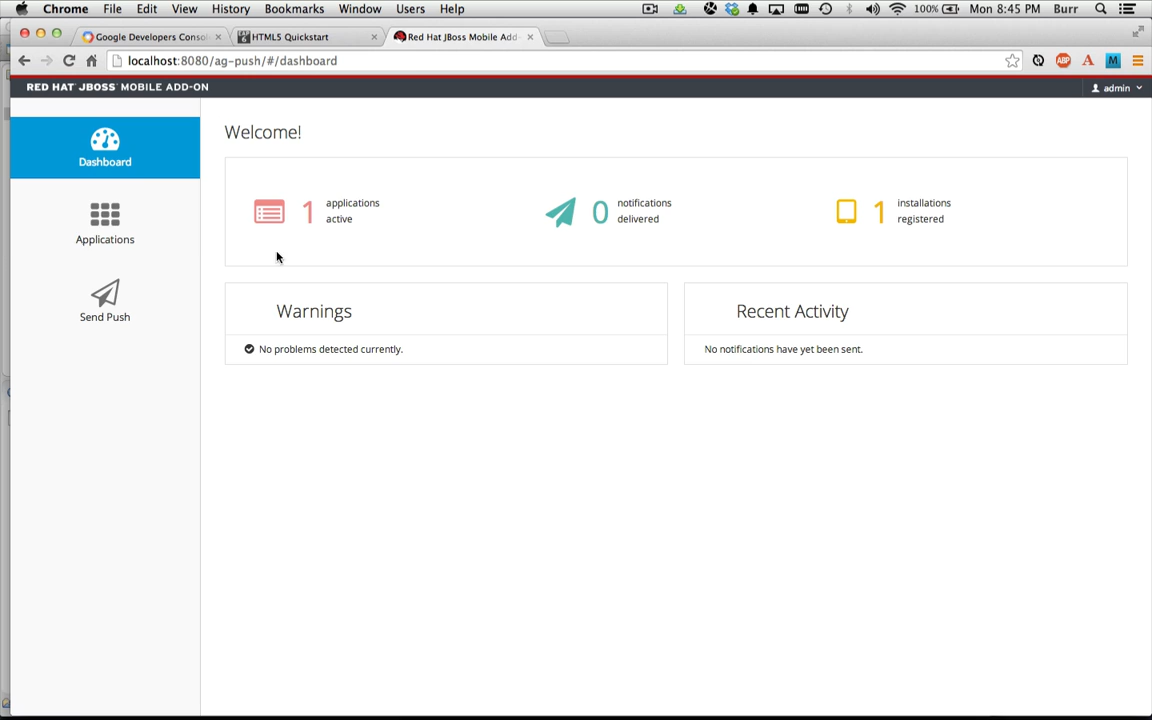 Chrome File Edit View History Bookmarks Window Users Help 100% Mon 8:45 PM Burr
Google Developers Conso HTML5 Quickstart Red Hat JBoss Mobile Add-
localhost:8080/ag-push/#/dashboard ABP A M
RED HAT JBOSS MOBILE ADD-ON admin
Dashboard
Applications
Send Push
Welcome!
1 applications active
0 notifications delivered
1 installations registered
Warnings
No problems detected currently.
Recent Activity
No notifications have yet been sent.